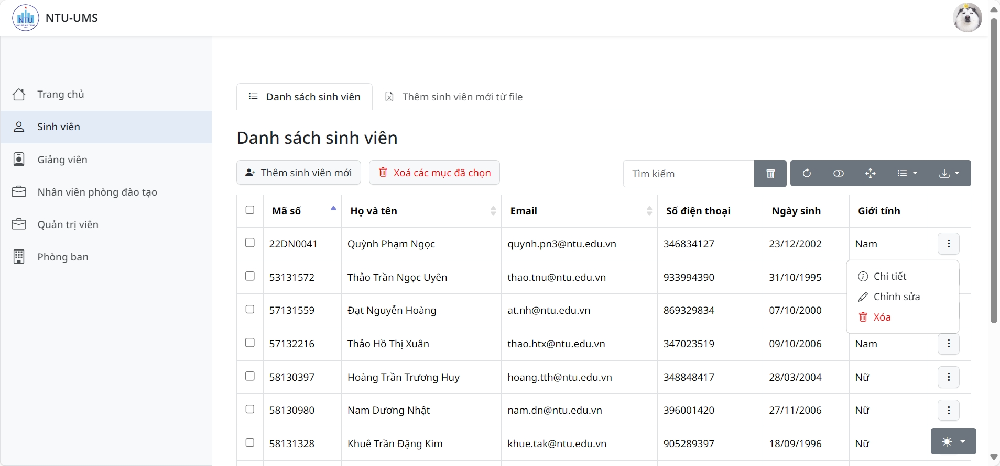 NTU
NTU-UMS
Trang chủ
Sinh viên
Giảng viên
Nhân viên phòng đào tạo
Quản trị viên
Phòng ban
Danh sách sinh viên
Thêm sinh viên mới từ file
Danh sách sinh viên
Thêm sinh viên mới
Xoá các mục đã chọn
Tìm kiếm
Mã số Họ và tên Email Số điện thoại Ngày sinh Giới tính
22DN0041 Quỳnh Phạm Ngọc quynh.pn3@ntu.edu.vn 346834127 23/12/2002 Nam
53131572 Thảo Trần Ngọc Uyên thao.tnu@ntu.edu.vn 933994390 31/10/1995
57131559 Đạt Nguyễn Hoàng at.nh@ntu.edu.vn 869329834 07/10/2000
Chi tiết
Chỉnh sửa
Xóa
57132216 Thảo Hồ Thị Xuân thao.htx@ntu.edu.vn 347023519 09/10/2006 Nam
58130397 Hoàng Trần Trương Huy hoang.tth@ntu.edu.vn 348848417 28/03/2004 Nữ
58130980 Nam Dương Nhật nam.dn@ntu.edu.vn 396001420 27/11/2006 Nữ
58131328 Khuê Trần Đặng Kim khue.tak@ntu.edu.vn 905289397 18/09/1996 Nữ